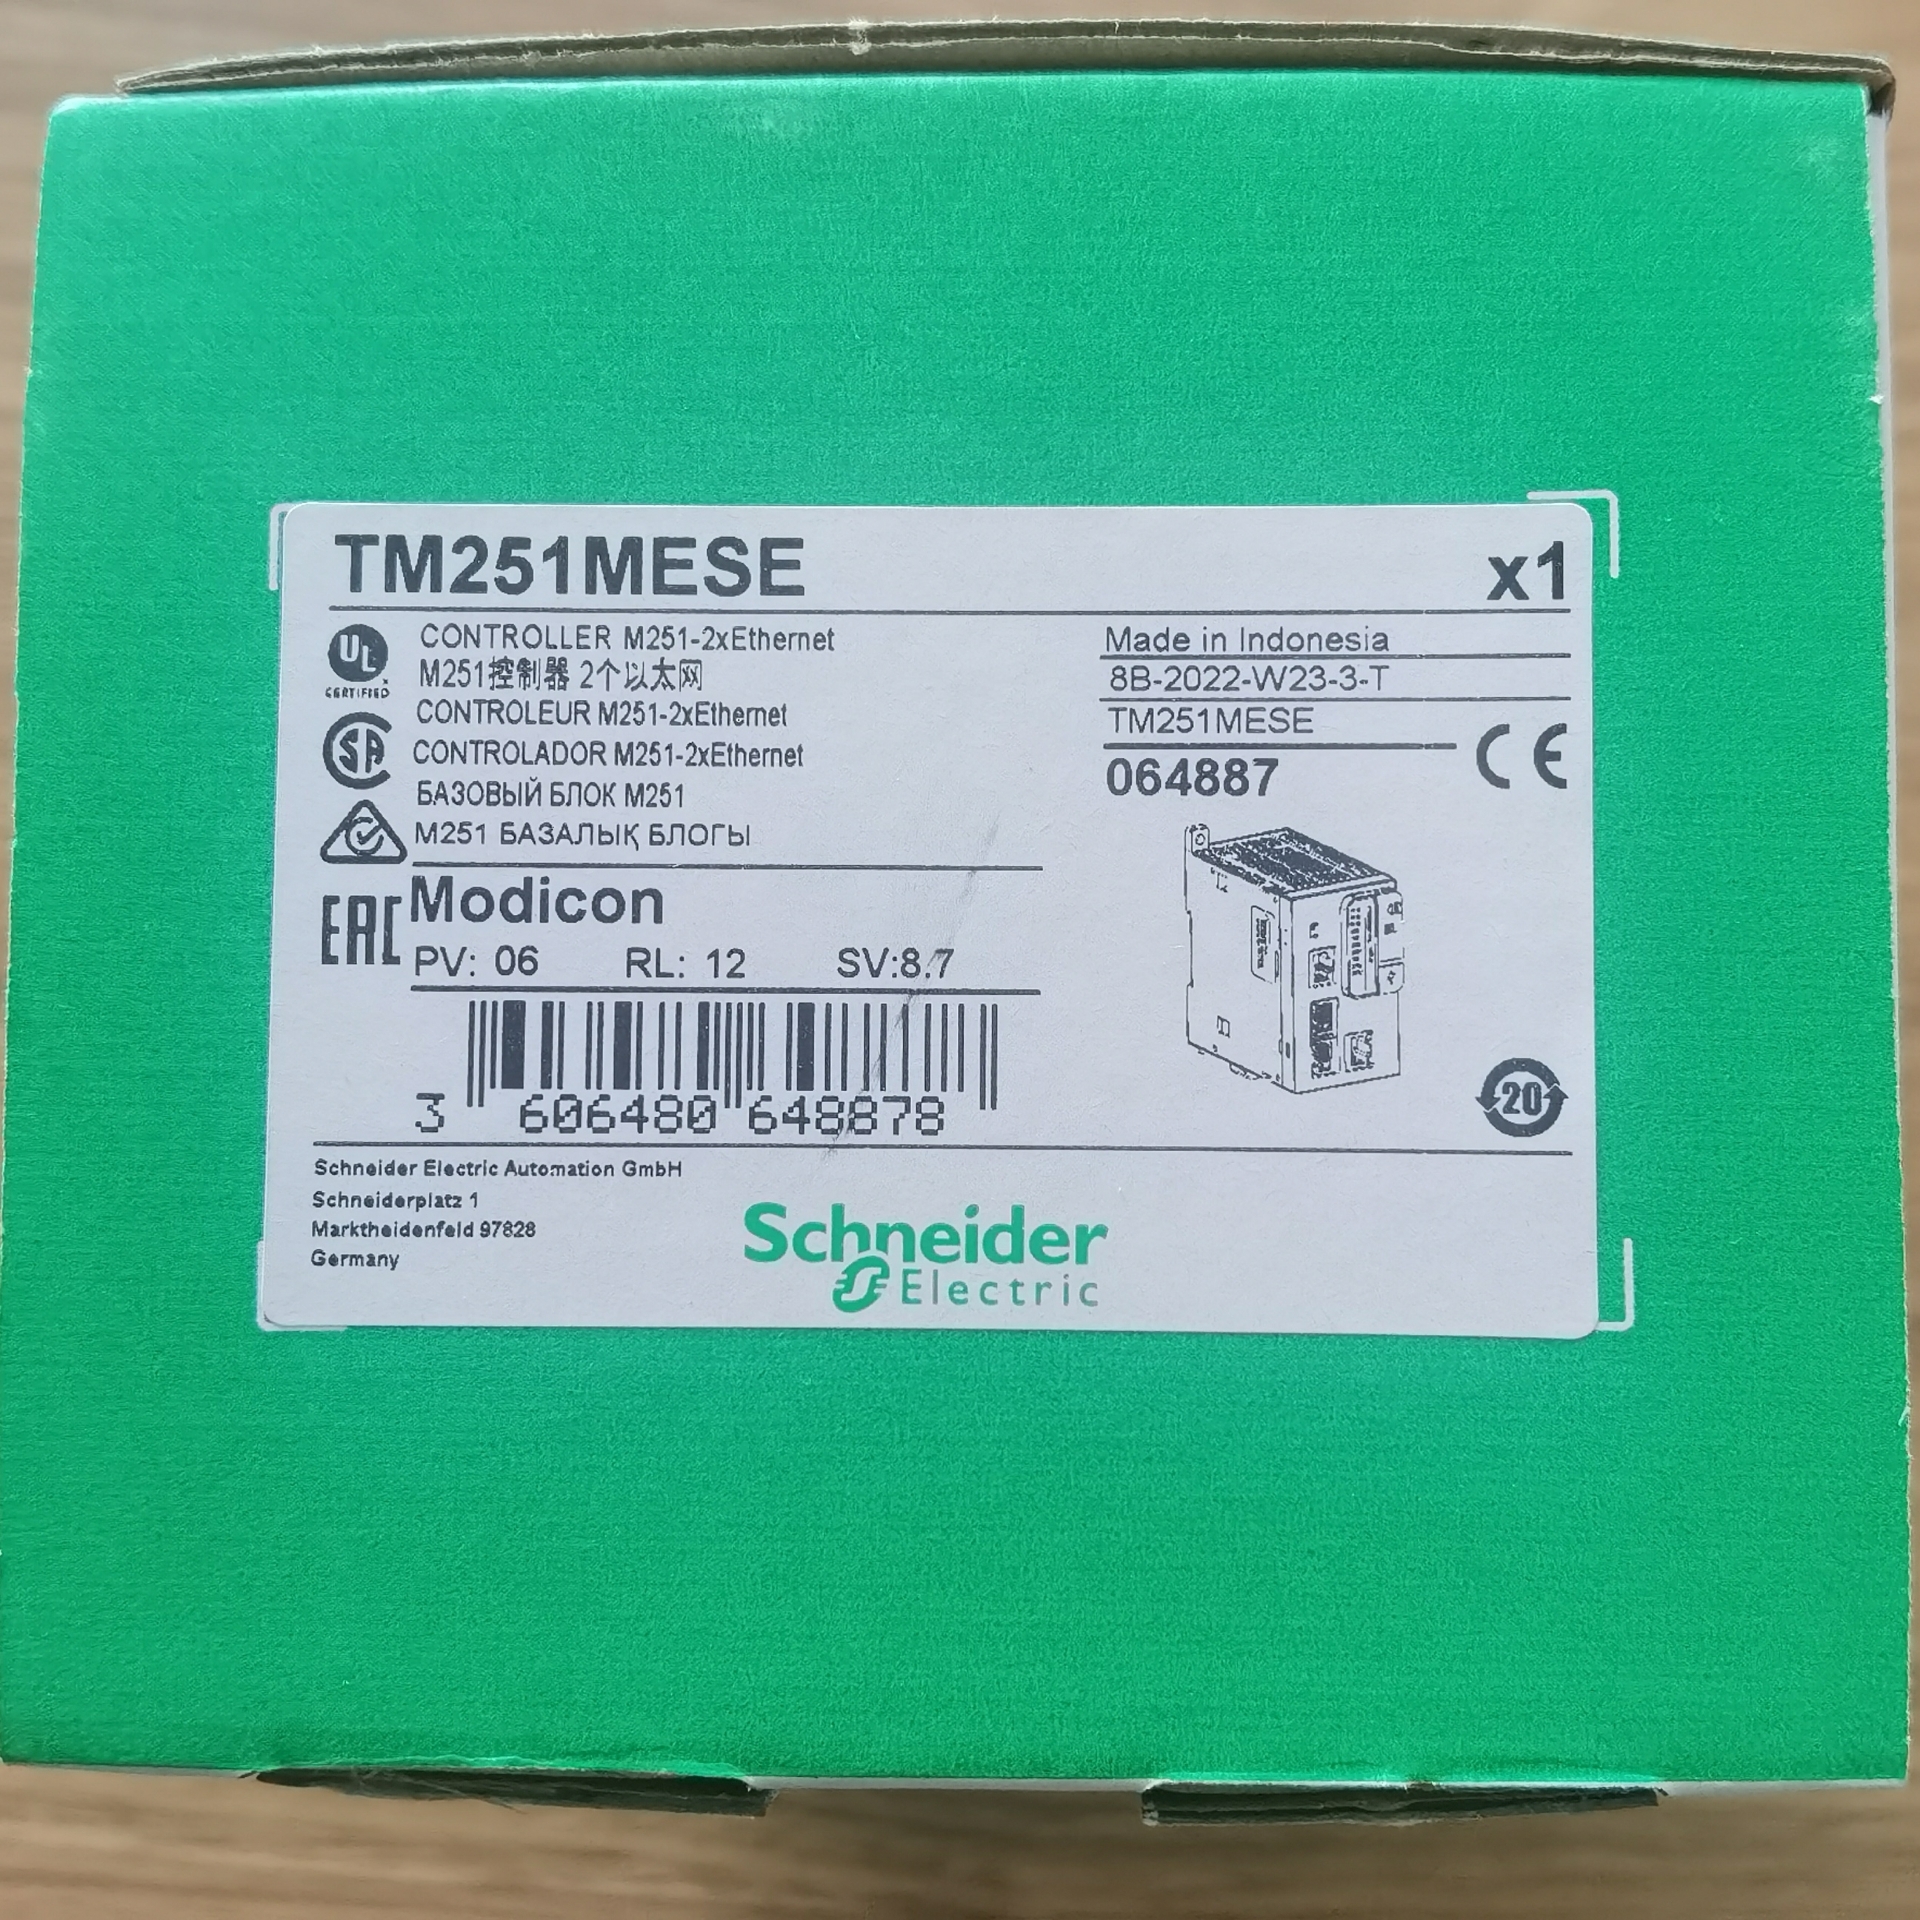 TM251MESE x1
UL CERTIFIED
CONTROLLER M251-2xEthernet
M251控制器 2个以太网
CONTROLEUR M251-2xEthernet
CONTROLADOR M251-2xEthernet
БАЗОВЫЙ БЛОК M251
M251 БАЗАЛЫҚ БЛОГЫ
SA
EAC
Modicon
PV: 06 RL: 12 SV:8.7
3 606480 648878
Made in Indonesia
8B-2022-W23-3-T
TM251MESE
064887
CE
20
Schneider Electric Automation GmbH
Schneiderplatz 1
Marktheidenfeld 97828
Germany
Schneider
Electric